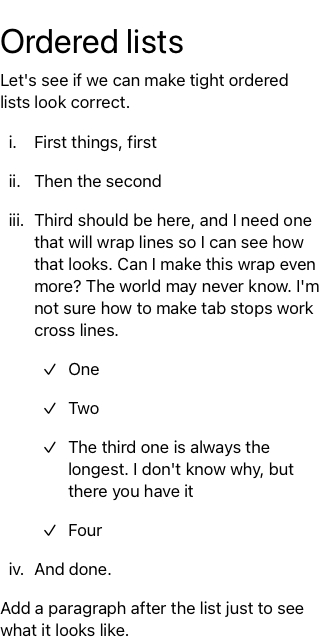 Ordered lists
Let's see if we can make tight ordered
lists look correct.
i. First things, first
ii. Then the second
iii. Third should be here, and I need one
that will wrap lines so I can see how
that looks. Can I make this wrap even
more? The world may never know. I'm
not sure how to make tab stops work
cross lines.
✓ One
✓ Two
✓ The third one is always the
longest. I don't know why, but
there you have it
✓ Four
iv. And done.
Add a paragraph after the list just to see
what it looks like.